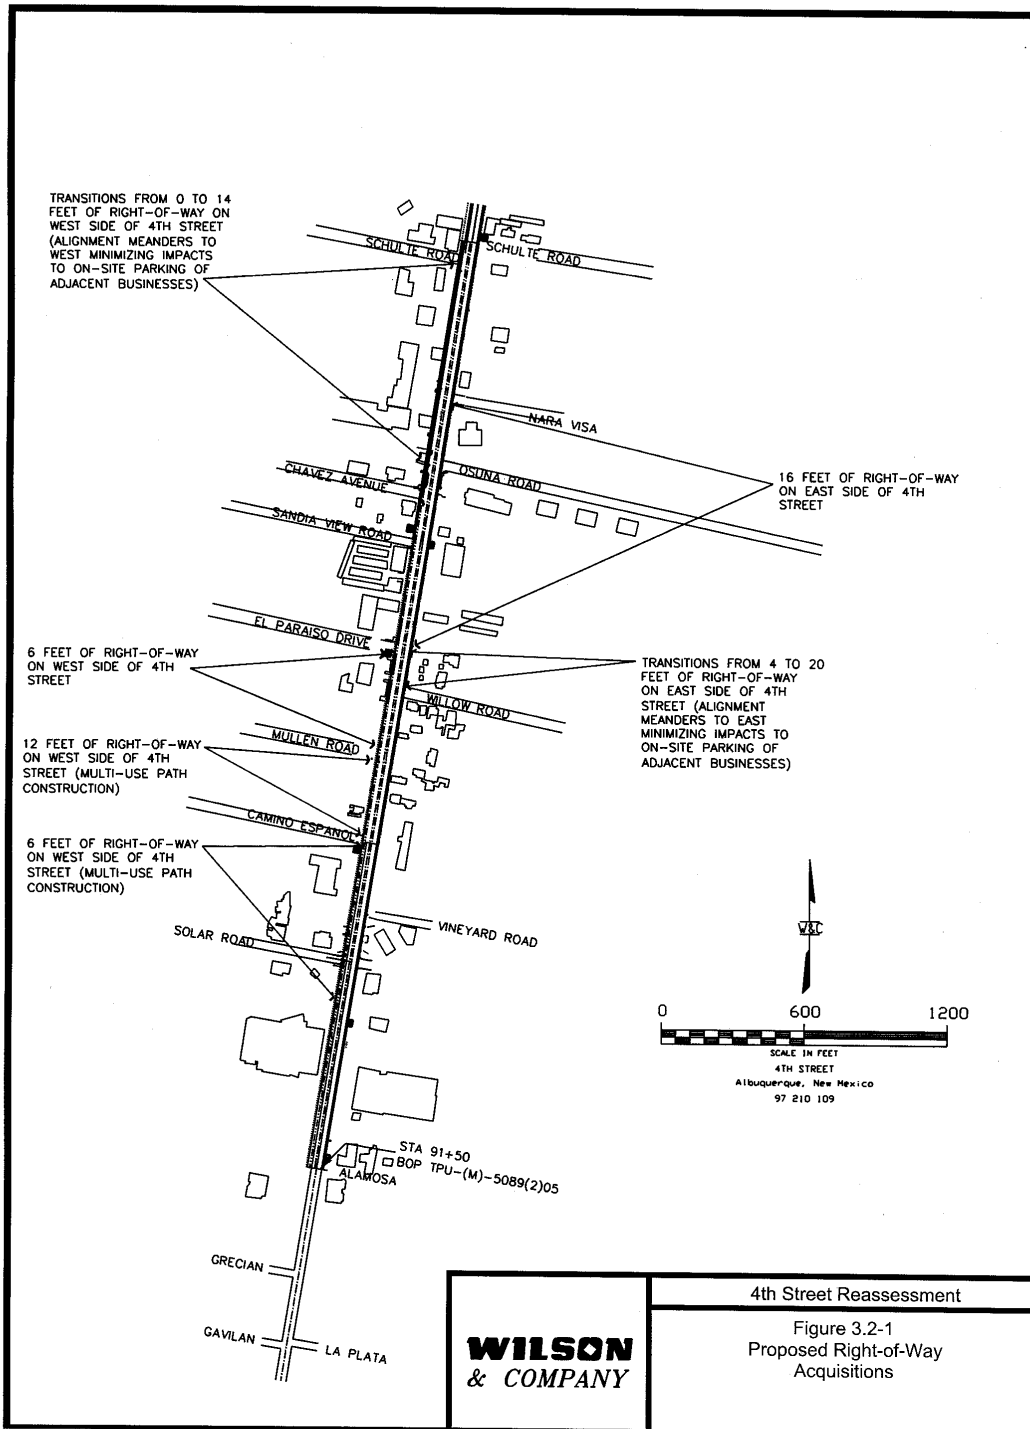 TRANSITIONS FROM 0 TO 14
FEET OF RIGHT-OF-WAY ON
WEST SIDE OF 4TH STREET
(ALIGNMENT MEANDERS TO
WEST MINIMIZING IMPACTS
TO ON-SITE PARKING OF
ADJACENT BUSINESSES)
SCHULTE ROAD
SCHULTE ROAD
NARA VISA
OSUNA ROAD
CHAVEZ AVENUE
16 FEET OF RIGHT-OF-WAY
ON EAST SIDE OF 4TH
STREET
SANDIA VIEW ROAD
EL PARAISO DRIVE
6 FEET OF RIGHT-OF-WAY
ON WEST SIDE OF 4TH
STREET
TRANSITIONS FROM 4 TO 20
FEET OF RIGHT-OF-WAY
ON EAST SIDE OF 4TH
STREET (ALIGNMENT
MEANDERS TO EAST
MINIMIZING IMPACTS TO
ON-SITE PARKING OF
ADJACENT BUSINESSES)
WILLOW ROAD
MULLEN ROAD
12 FEET OF RIGHT-OF-WAY
ON WEST SIDE OF 4TH
STREET (MULTI-USE PATH
CONSTRUCTION)
CAMINO ESPANOL
6 FEET OF RIGHT-OF-WAY
ON WEST SIDE OF 4TH
STREET (MULTI-USE PATH
CONSTRUCTION)
VINEYARD ROAD
SOLAR ROAD
W&C
0 600 1200
SCALE IN FEET
4TH STREET
Albuquerque, New Mexico
97 210 109
STA 91+50
BOP TPU-(M)-5089(2)05
ALAMOSA
GRECIAN
GAVILAN
LA PLATA
WILSON
& COMPANY
4th Street Reassessment
Figure 3.2-1
Proposed Right-of-Way
Acquisitions